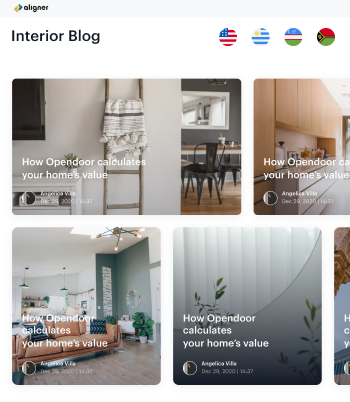 aligner
Interior Blog
How Opendoor calculates
your home's value
Angelica Villa
Dec 29, 2020 | 14:37
How Opendoor ca
your home's value
Angelica Villa
Dec 29, 2020 | 14:37
How Opendoor
calculates
your home's value
Angelica Villa
Dec 29, 2020 | 14:37
How Opendoor
calculates
your home's value
Angelica Villa
Dec 29, 2020 | 14:37